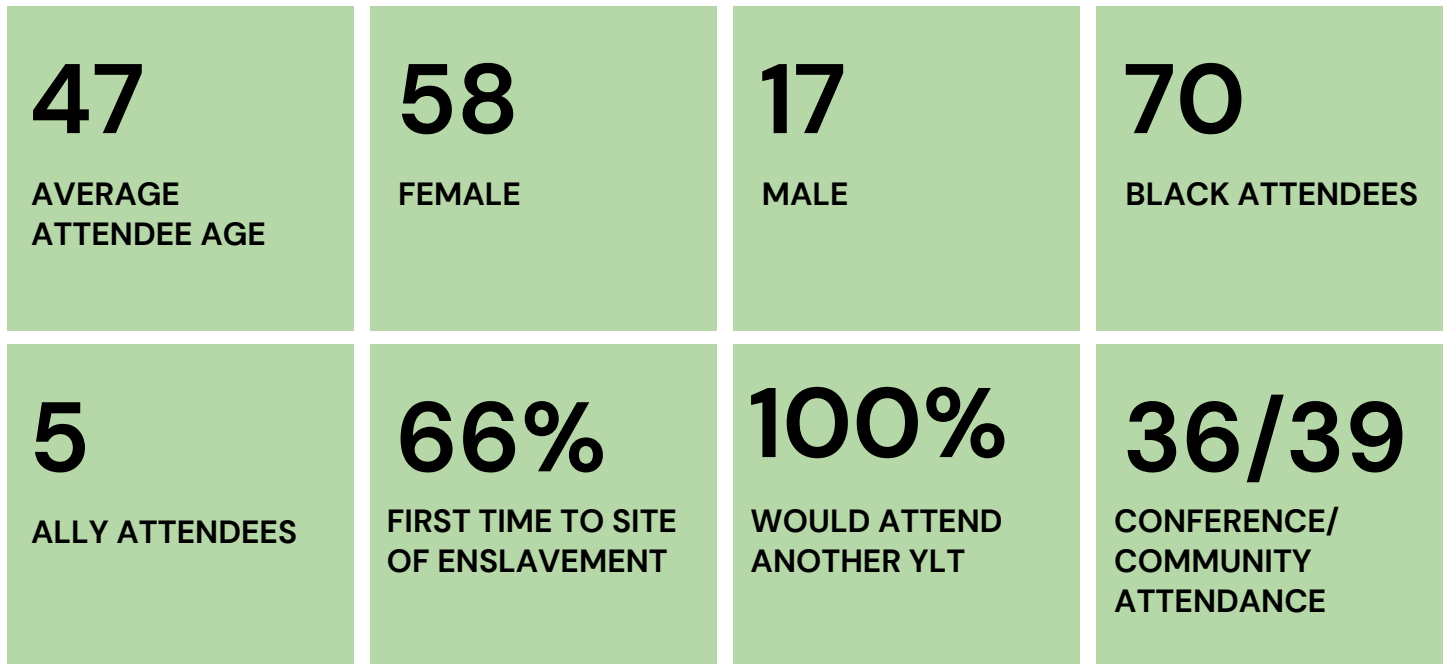 47
AVERAGE
ATTENDEE AGE
58
FEMALE
17
MALE
70
BLACK ATTENDEES
5
ALLY ATTENDEES
66%
FIRST TIME TO SITE
OF ENSLAVEMENT
100%
WOULD ATTEND
ANOTHER YLT
36/39
CONFERENCE/
COMMUNITY
ATTENDANCE